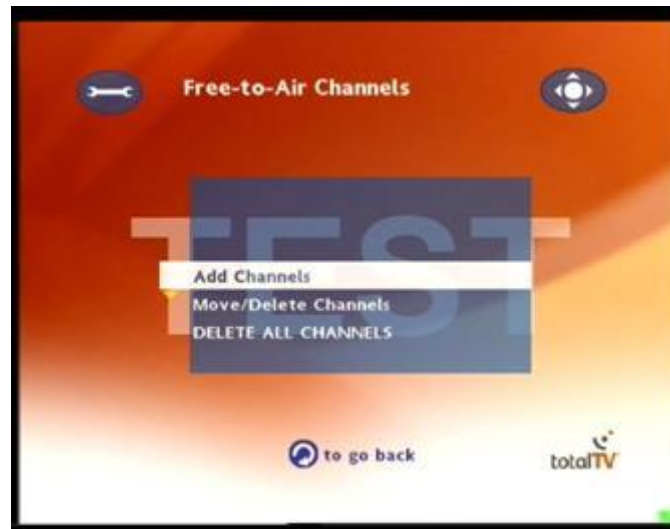 Free-to-Air Channels
TEST
Add Channels
Move/Delete Channels
DELETE ALL CHANNELS
to go back
totalTV